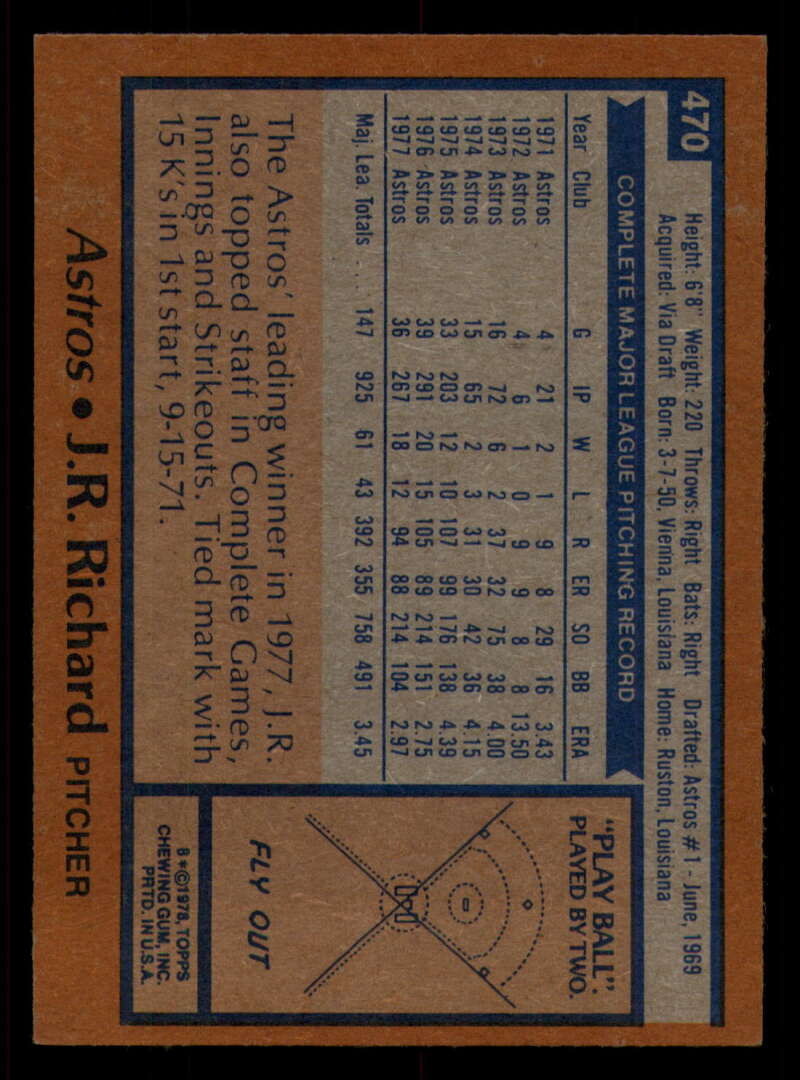 470
Height: 6'8" Weight: 220 Throws: Right Bats: Right Drafted: Astros #1 - June, 1969
Acquired: Via Draft Born: 3-7-50, Vienna, Louisiana Home: Ruston, Louisiana
COMPLETE MAJOR LEAGUE PITCHING RECORD
Year Club G IP W L R ER SO BB ERA
1971 Astros 4 21 2 1 9 8 29 16 3.43
1972 Astros 4 6 1 0 9 9 8 8 13.50
1973 Astros 16 72 6 2 37 32 75 38 4.00
1974 Astros 15 65 2 3 31 30 42 36 4.15
1975 Astros 33 203 12 10 107 99 176 138 4.39
1976 Astros 39 291 20 15 105 89 214 151 2.75
1977 Astros 36 267 18 12 94 88 214 104 2.97
Maj. Lea. Totals .... 147 925 61 43 392 355 758 491 3.45
The Astros' leading winner in 1977, J.R.
also topped staff in Complete Games,
Innings and Strikeouts. Tied mark with
15 K's in 1st start, 9-15-71.
"PLAY BALL":
PLAYED BY TWO.
FLY OUT
8*©1978, TOPPS
CHEWING GUM, INC.
PRTD. IN U.S.A.
Astros • J.R. Richard PITCHER